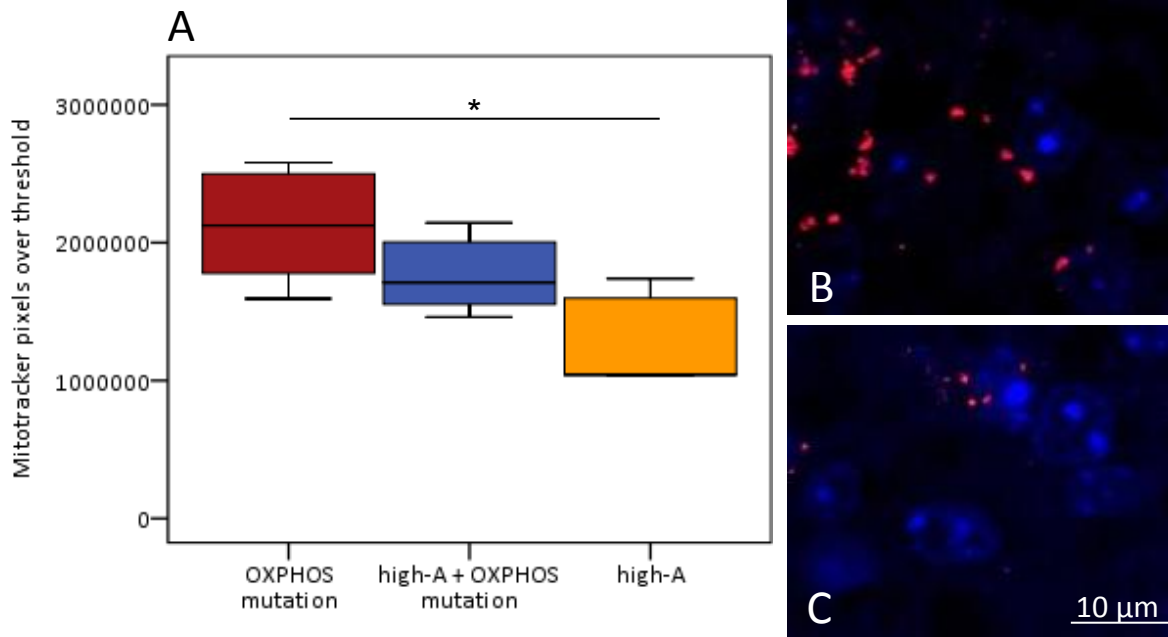 A
Mitotracker pixels over threshold
3000000
2000000
1000000
0
*
OXPHOS
mutation
high-A + OXPHOS
mutation
high-A
B
C
10 µm